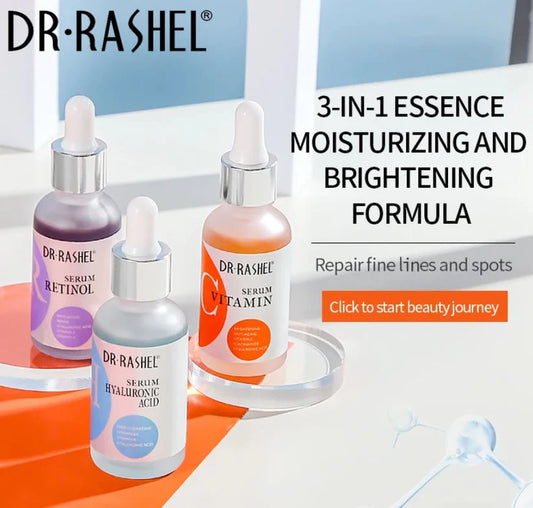 DR·RASHEL®
3-IN-1 ESSENCE
MOISTURIZING AND
BRIGHTENING
FORMULA
Repair fine lines and spots
Click to start beauty journey
DR·RASHEL®
SERUM
RETINOL
DR·RASHEL®
C
SERUM
VITAMIN
DR·RASHEL®
SERUM
HYALURONIC
ACID